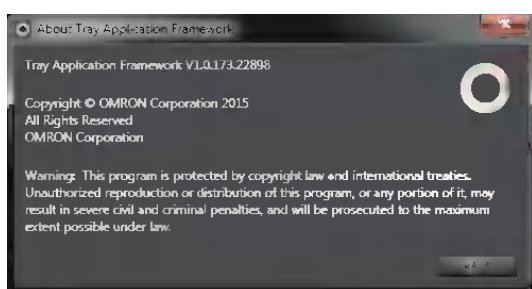 About Tray Application Framework
Tray Application Framework V1.0.173.22898
Copyright © OMRON Corporation 2015
All Rights Reserved
OMRON Corporation
Warning: This program is protected by copyright law and international treaties.
Unauthorized reproduction or distribution of this program, or any portion of it, may
result in severe civil and criminal penalties, and will be prosecuted to the maximum
extent possible under law.